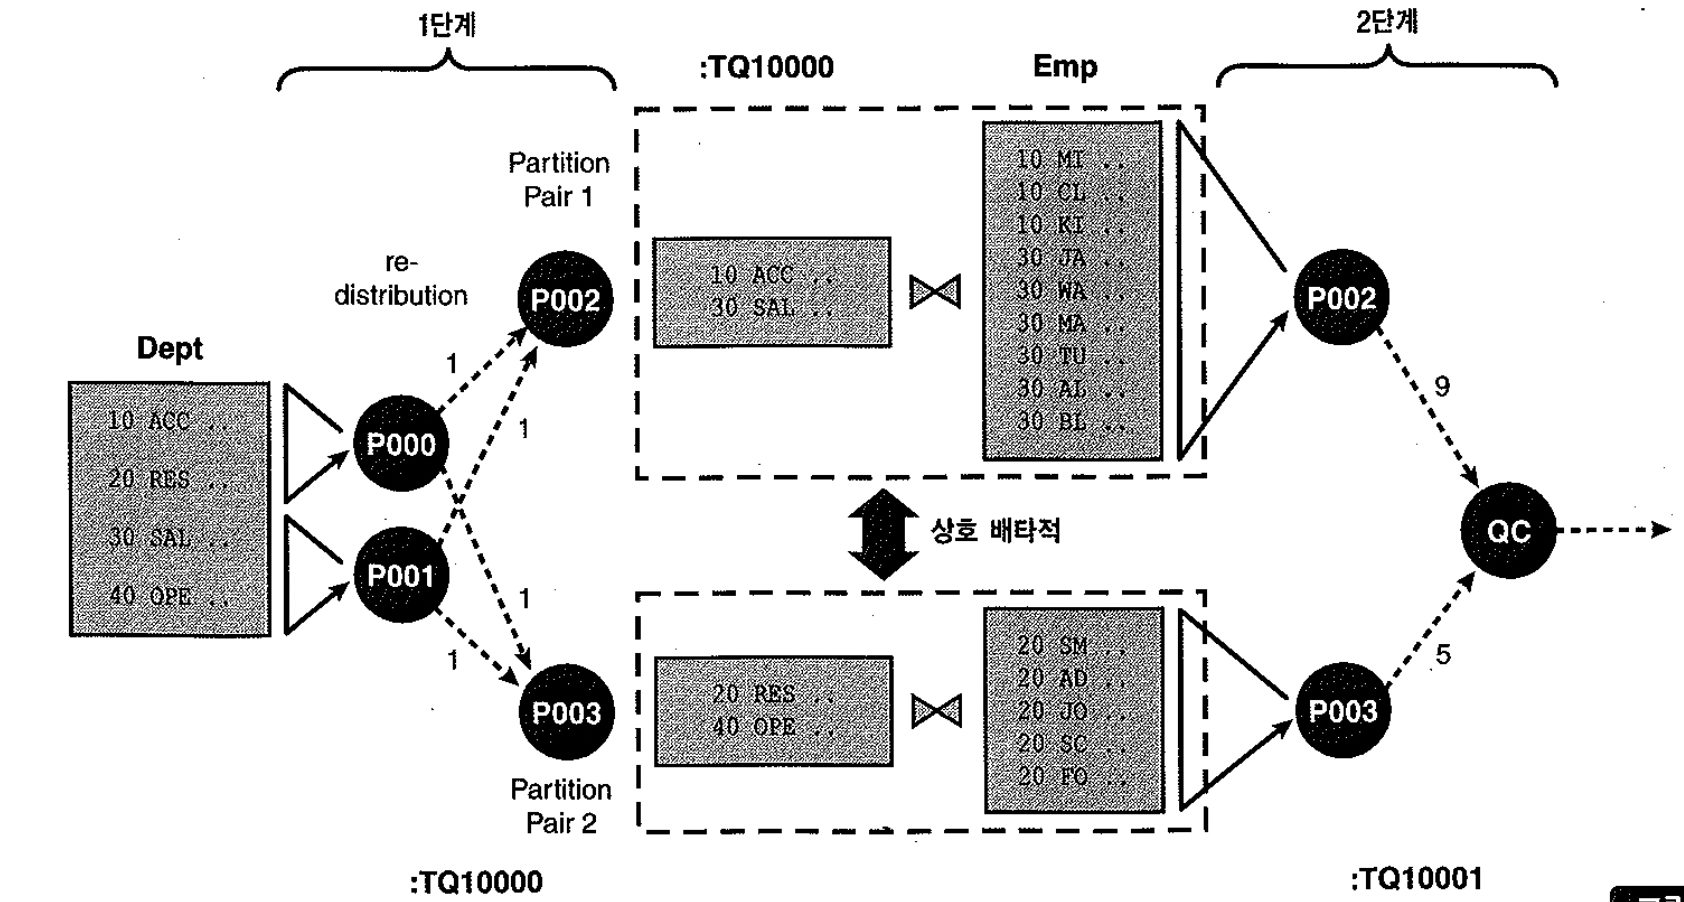 1단계
2단계
:TQ10000
Emp
Partition
Pair 1
re-
distribution
P002
10 ACC ..
30 SAL ..
10 MI ..
10 CL ..
10 KI ..
30 JA ..
30 WA ..
30 MA ..
30 TU ..
30 AL ..
30 BL ..
P002
Dept
10 ACC ..
20 RES ..
30 SAL ..
40 OPE ..
P000
P001
1
1
1
1
9
상호 배타적
QC
P003
20 RES ..
40 OPE ..
20 SM ..
20 AD ..
20 JO ..
20 SC ..
20 FO ..
P003
5
Partition
Pair 2
:TQ10000
:TQ10001